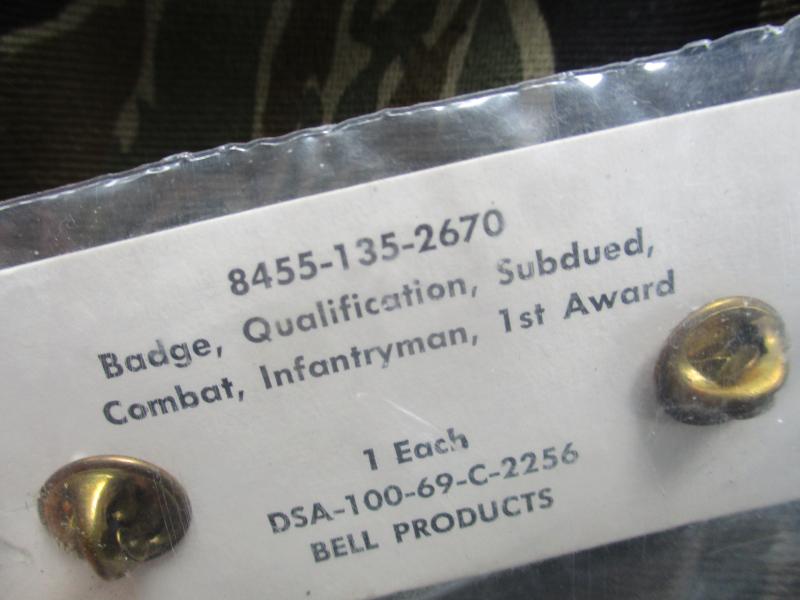 8455-135-2670
Badge, Qualification, Subdued,
Combat, Infantryman, 1st Award
1 Each
DSA-100-69-C-2256
BELL PRODUCTS